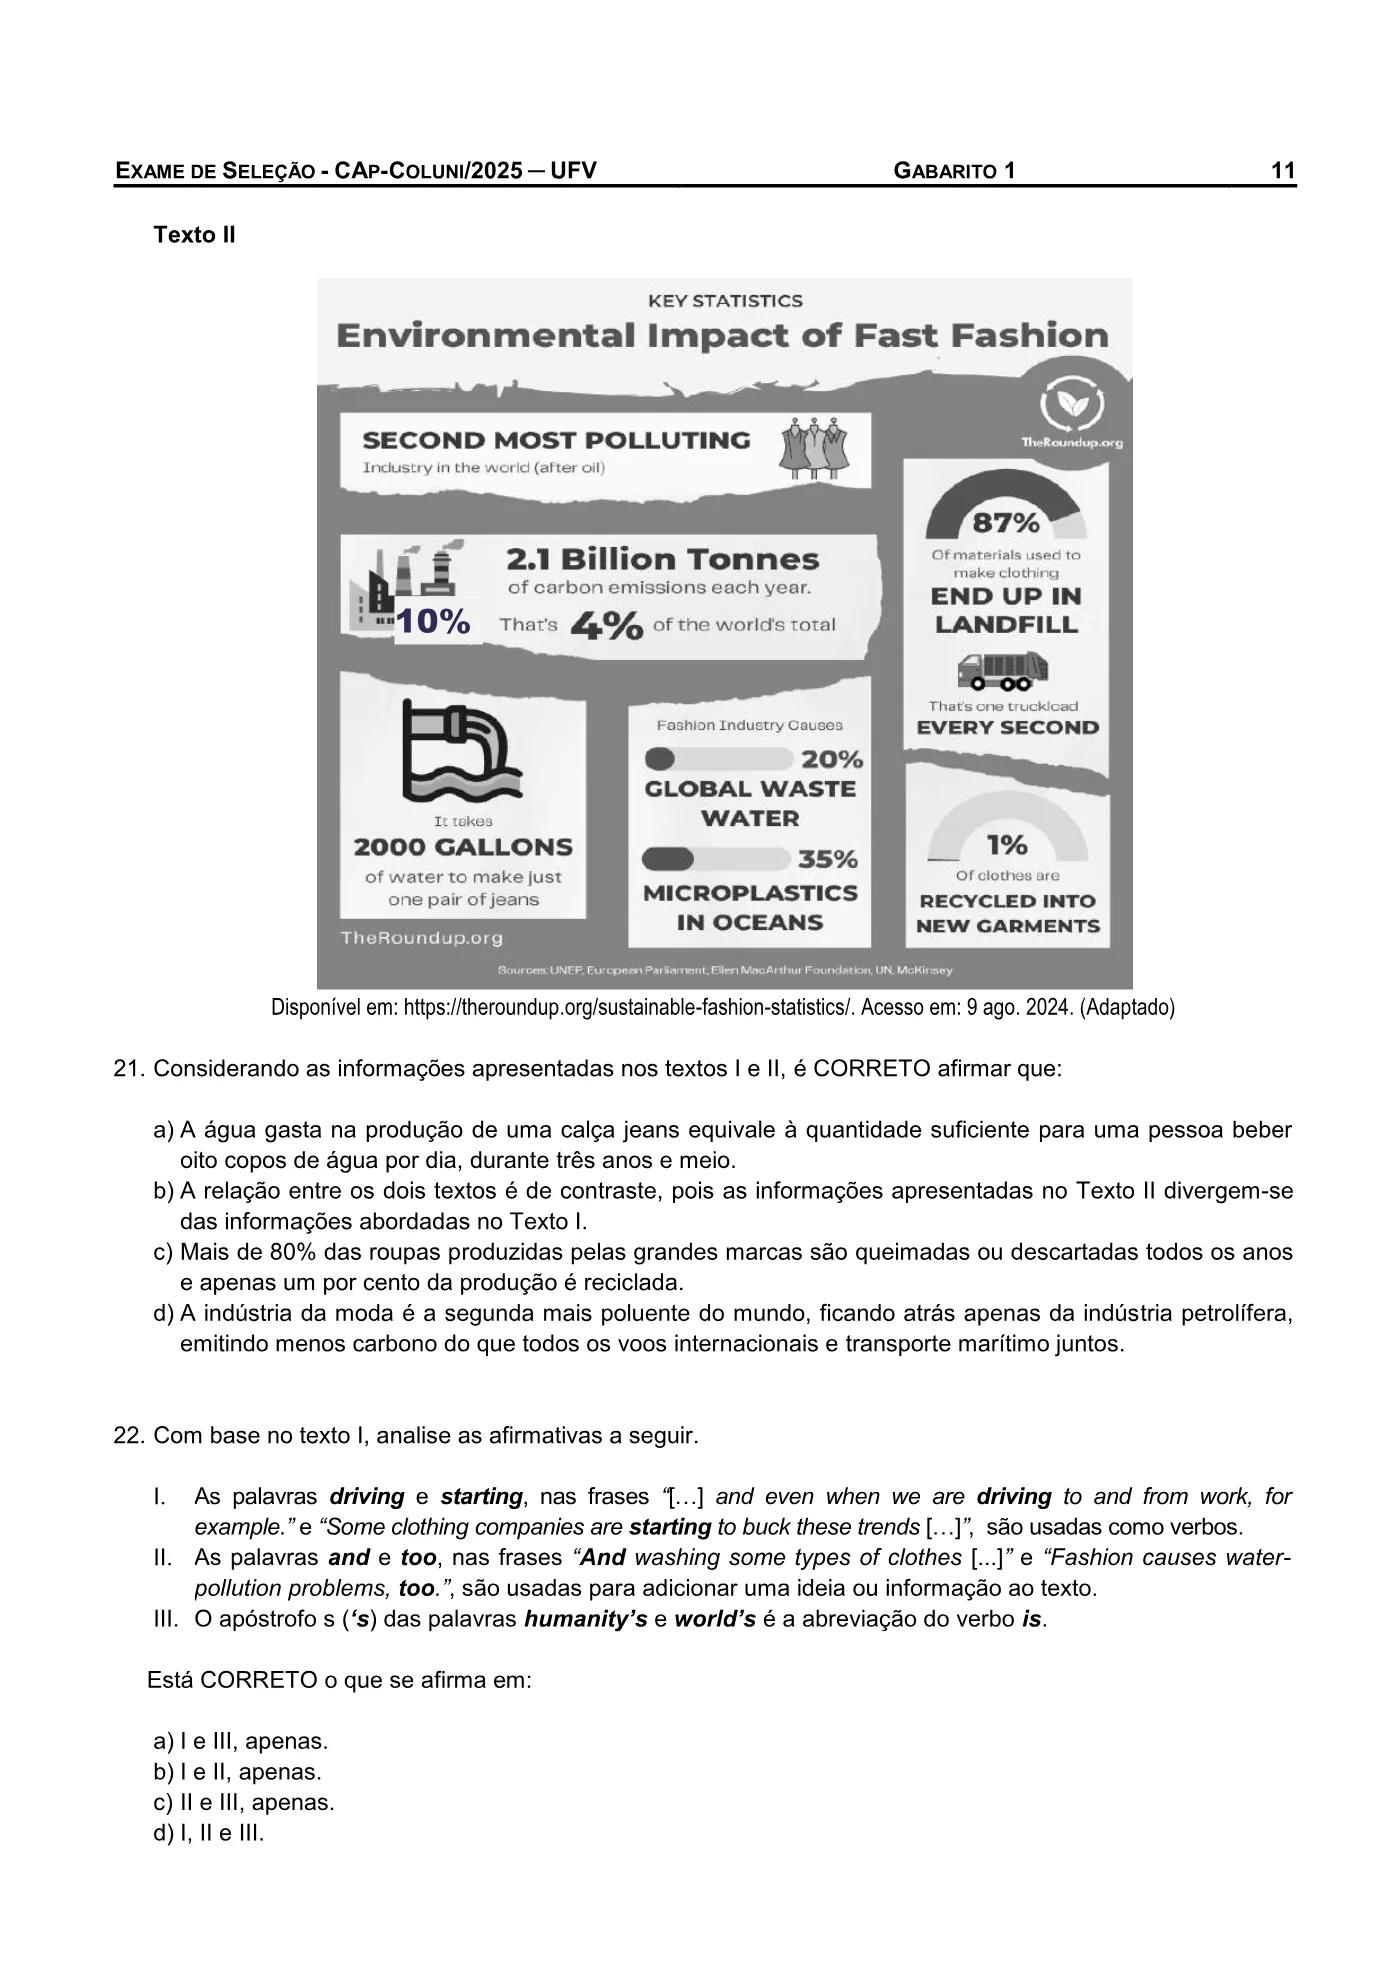 EXAME DE SELEÇÃO - CAP-COLUNI/2025 — UFV GABARITO 1 11
Texto II
KEY STATISTICS
Environmental Impact of Fast Fashion
TheRoundup.org
SECOND MOST POLLUTING
Industry in the world (after oil)
2.1 Billion Tonnes
of carbon emissions each year.
10%
That's 4% of the world's total
87%
Of materials used to
make clothing
END UP IN
LANDFILL
That's one truckload
EVERY SECOND
It takes
2000 GALLONS
of water to make just
one pair of jeans
Fashion Industry Causes
20%
GLOBAL WASTE
WATER
35%
MICROPLASTICS
IN OCEANS
1%
Of clothes are
RECYCLED INTO
NEW GARMENTS
TheRoundup.org
Sources: UNEP, European Parliament, Ellen MacArthur Foundation, UN, McKinsey
Disponível em: https://theroundup.org/sustainable-fashion-statistics/. Acesso em: 9 ago. 2024. (Adaptado)
21. Considerando as informações apresentadas nos textos I e II, é CORRETO afirmar que:
a) A água gasta na produção de uma calça jeans equivale à quantidade suficiente para uma pessoa beber
oito copos de água por dia, durante três anos e meio.
b) A relação entre os dois textos é de contraste, pois as informações apresentadas no Texto II divergem-se
das informações abordadas no Texto I.
c) Mais de 80% das roupas produzidas pelas grandes marcas são queimadas ou descartadas todos os anos
e apenas um por cento da produção é reciclada.
d) A indústria da moda é a segunda mais poluente do mundo, ficando atrás apenas da indústria petrolífera,
emitindo menos carbono do que todos os voos internacionais e transporte marítimo juntos.
22. Com base no texto I, analise as afirmativas a seguir.
I. As palavras driving e starting, nas frases “[…] and even when we are driving to and from work, for
example.” e “Some clothing companies are starting to buck these trends […]”, são usadas como verbos.
II. As palavras and e too, nas frases “And washing some types of clothes [...]” e “Fashion causes water-
pollution problems, too.”, são usadas para adicionar uma ideia ou informação ao texto.
III. O apóstrofo s (‘s) das palavras humanity’s e world’s é a abreviação do verbo is.
Está CORRETO o que se afirma em:
a) I e III, apenas.
b) I e II, apenas.
c) II e III, apenas.
d) I, II e III.